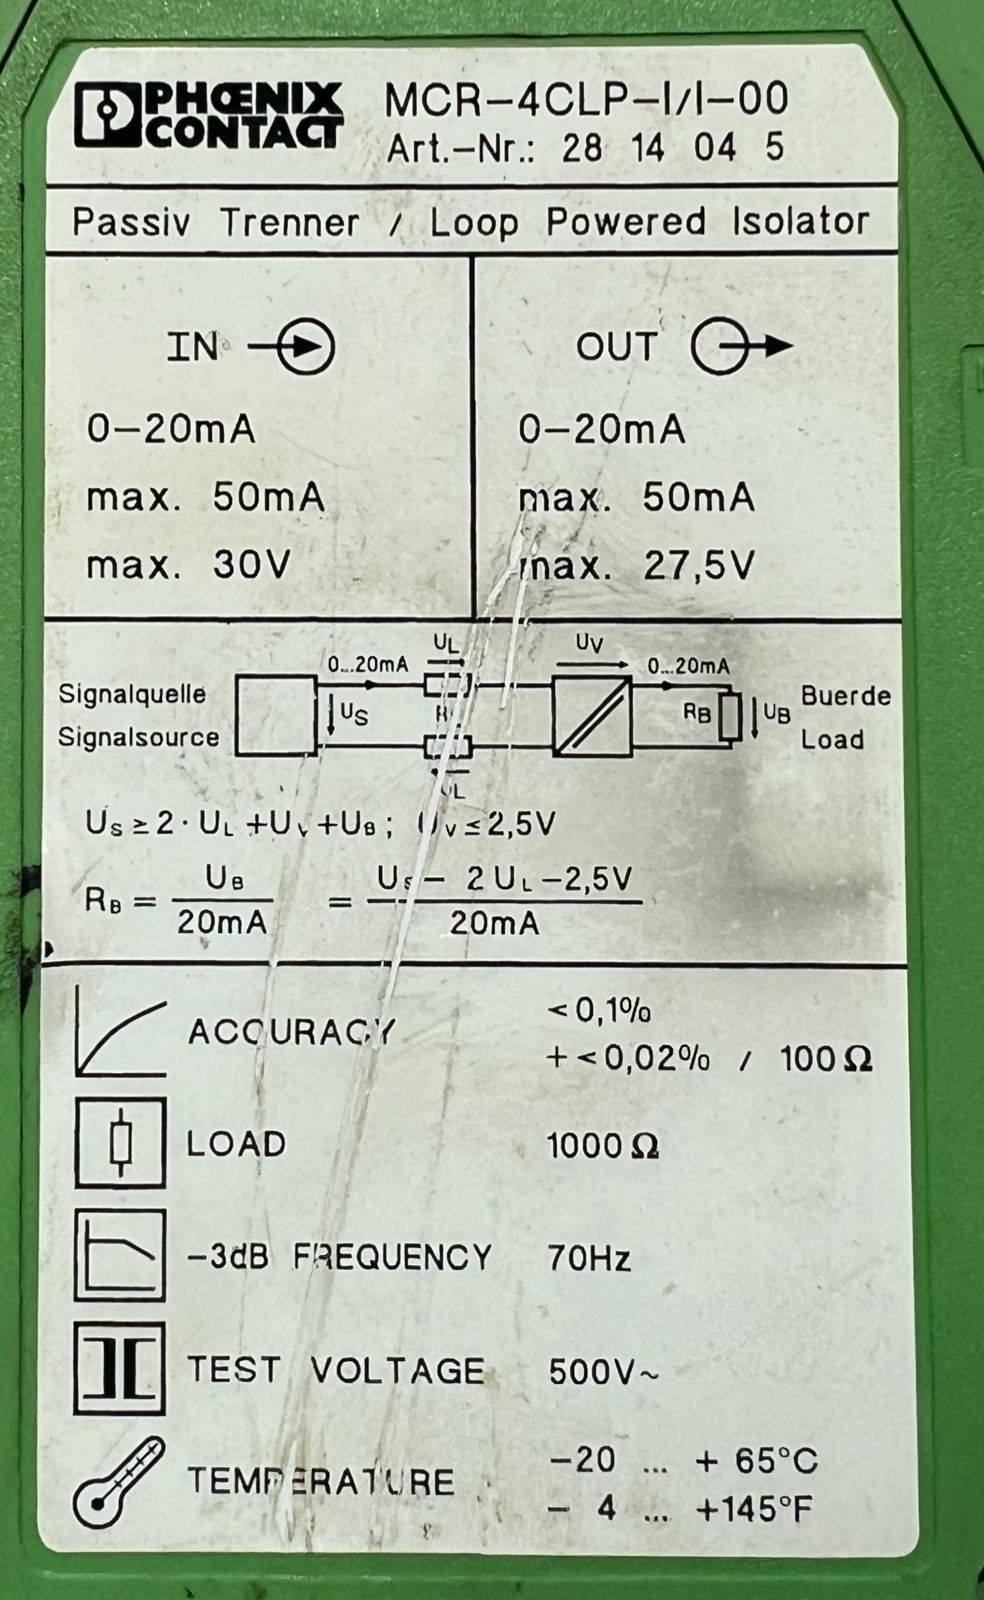 PHŒNIX
CONTACT
MCR-4CLP-I/I-00
Art.-Nr.: 28 14 04 5
Passiv Trenner / Loop Powered Isolator
IN
0-20mA
max. 50mA
max. 30V
OUT
0-20mA
max. 50mA
max. 27,5V
Signalquelle
Signalsource
0...20mA
US
UL
UL
UV
0...20mA
RB
UB
Buerde
Load
Us ≥ 2 · UL + Uv + UB ; Uv ≤ 2,5V
RB = UB / 20mA = Us - 2 UL - 2,5V / 20mA
ACCURACY
< 0,1%
+ < 0,02% / 100 Ω
LOAD 1000 Ω
-3dB FREQUENCY 70Hz
TEST VOLTAGE 500V~
TEMPERATURE
-20 ... + 65°C
- 4 ... +145°F